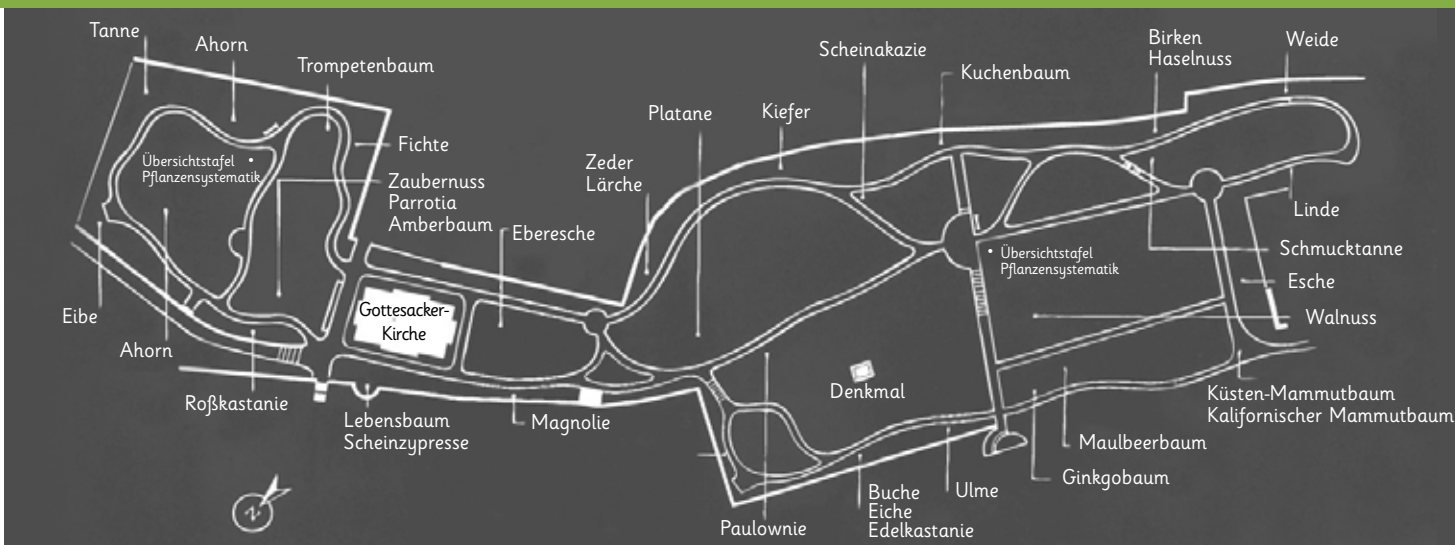 Tanne
Ahorn
Trompetenbaum
Fichte
Übersichtstafel
Pflanzensystematik
Zaubernuss
Parrotia
Amberbaum
Eberesche
Eibe
Ahorn
Roßkastanie
Gottesacker-
Kirche
Lebensbaum
Scheinzypresse
Magnolie
Zeder
Lärche
Platane
Kiefer
Scheinakazie
Kuchenbaum
Birken
Haselnuss
Weide
Linde
Schmucktanne
Esche
Übersichtstafel
Pflanzensystematik
Walnuss
Denkmal
Küsten-Mammutbaum
Kalifornischer Mammutbaum
Maulbeerbaum
Ginkgobaum
Ulme
Buche
Eiche
Edelkastanie
Paulownie
N